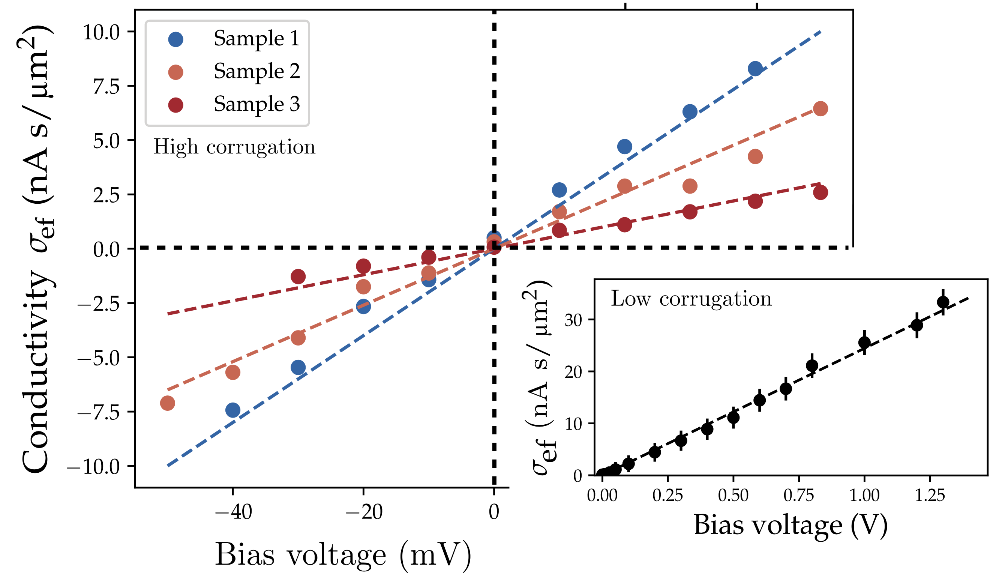 Conductivity σef (nA s/μm²)
10.0
7.5
5.0
2.5
0.0
−2.5
−5.0
−7.5
−10.0
Sample 1
Sample 2
Sample 3
High corrugation
−40
−20
0
Bias voltage (mV)
Low corrugation
σef (nA s/μm²)
30
20
10
0
0.00
0.25
0.50
0.75
1.00
1.25
Bias voltage (V)